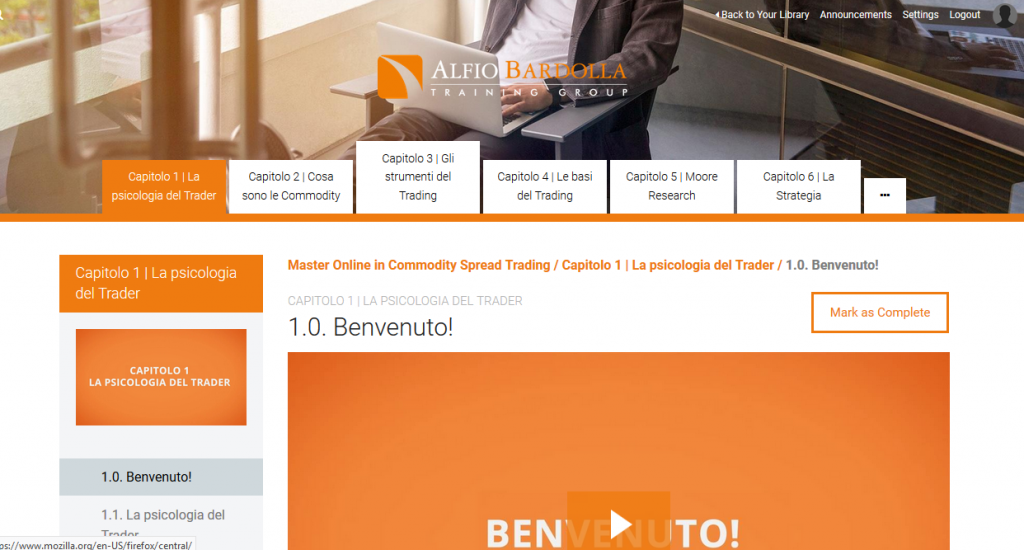 Back to Your Library Announcements Settings Logout
ALFIO BARDOLLA
TRAINING GROUP
Capitolo 1 | La
psicologia del Trader
Capitolo 2 | Cosa
sono le Commodity
Capitolo 3 | Gli
strumenti del
Trading
Capitolo 4 | Le basi
del Trading
Capitolo 5 | Moore
Research
Capitolo 6 | La
Strategia
...
Capitolo 1 | La psicologia
del Trader
CAPITOLO 1
LA PSICOLOGIA DEL TRADER
1.0. Benvenuto!
1.1. La psicologia del
Trader
ps://www.mozilla.org/en-US/firefox/central/
Master Online in Commodity Spread Trading / Capitolo 1 | La psicologia del Trader / 1.0. Benvenuto!
CAPITOLO 1 | LA PSICOLOGIA DEL TRADER
1.0. Benvenuto!
Mark as Complete
BENVENUTO!